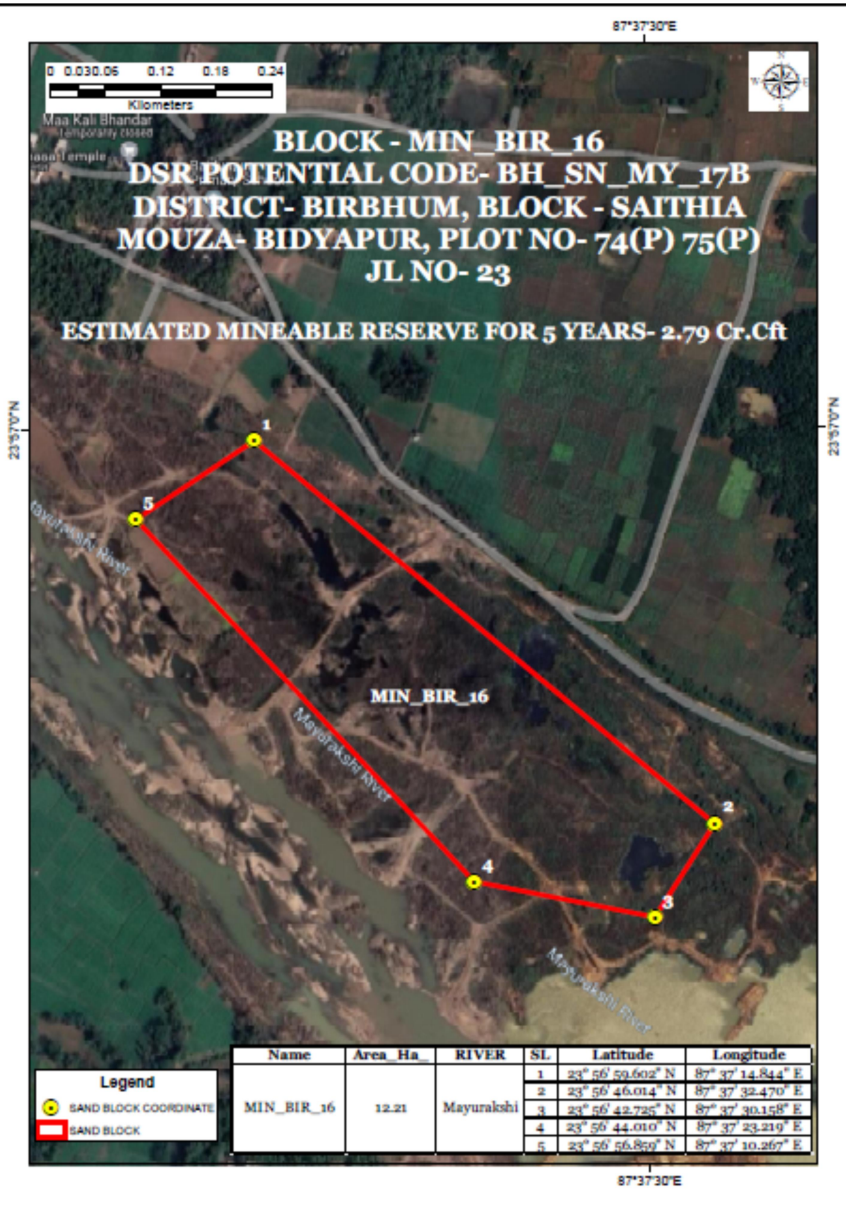 87°37'30"E
0 0.030.06 0.12 0.18 0.24
Kilometers
N
W E
S
Maa Kali Bhandar
Temporarily closed
Temple
BLOCK - MIN_BIR_16
DSR POTENTIAL CODE- BH_SN_MY_17B
DISTRICT- BIRBHUM, BLOCK - SAITHIA
MOUZA- BIDYAPUR, PLOT NO- 74(P) 75(P)
JL NO- 23
ESTIMATED MINEABLE RESERVE FOR 5 YEARS- 2.79 Cr.Cft
23°57'0"N
23°57'0"N
1
5
River
MIN_BIR_16
Mayurakshi River
2
4
3
Mayurakshi River
Name Area_Ha_ RIVER SL Latitude Longitude
MIN_BIR_16 12.21 Mayurakshi
1 23° 56' 59.602" N 87° 37' 14.844" E
2 23° 56' 46.014" N 87° 37' 32.470" E
3 23° 56' 42.725" N 87° 37' 30.158" E
4 23° 56' 44.010" N 87° 37' 23.219" E
5 23° 56' 56.859" N 87° 37' 10.267" E
Legend
SAND BLOCK COORDINATE
SAND BLOCK
87°37'30"E